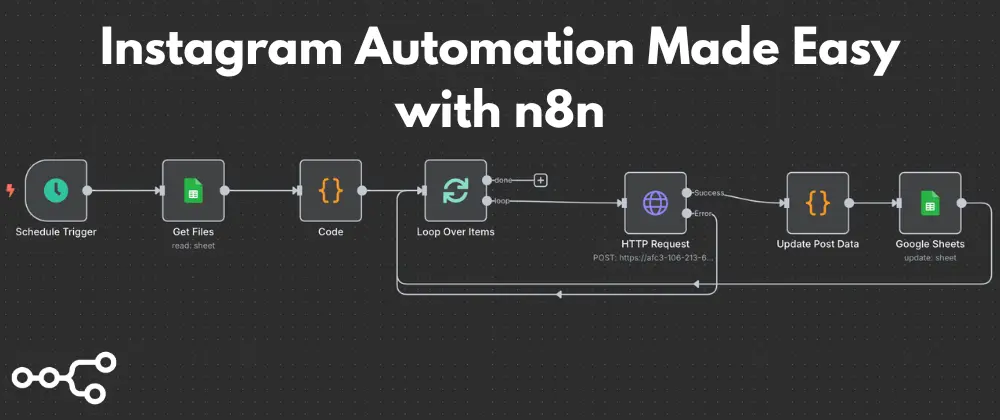 Instagram Automation Made Easy
with n8n
done
loop
Success
Error
Schedule Trigger
Get Files
read: sheet
Code
Loop Over Items
HTTP Request
POST: https://afc3-106-213-6...
Update Post Data
Google Sheets
update: sheet